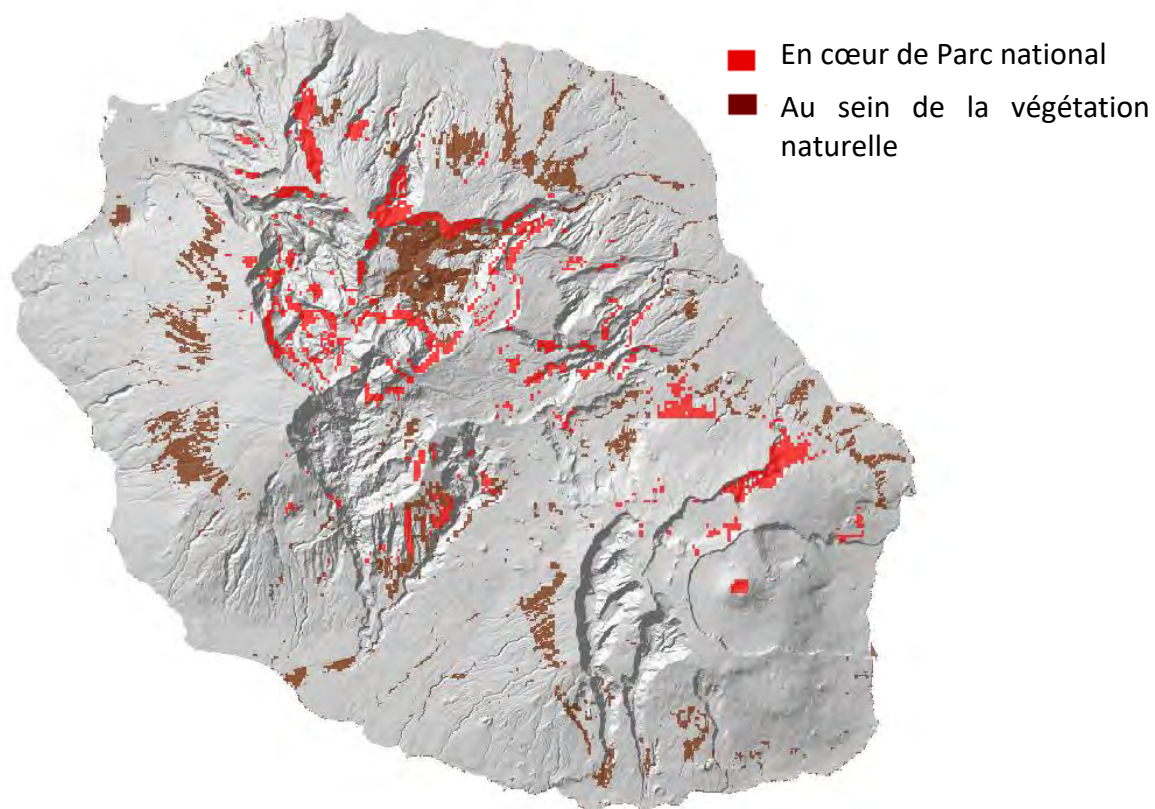 En cœur de Parc national
Au sein de la végétation
naturelle